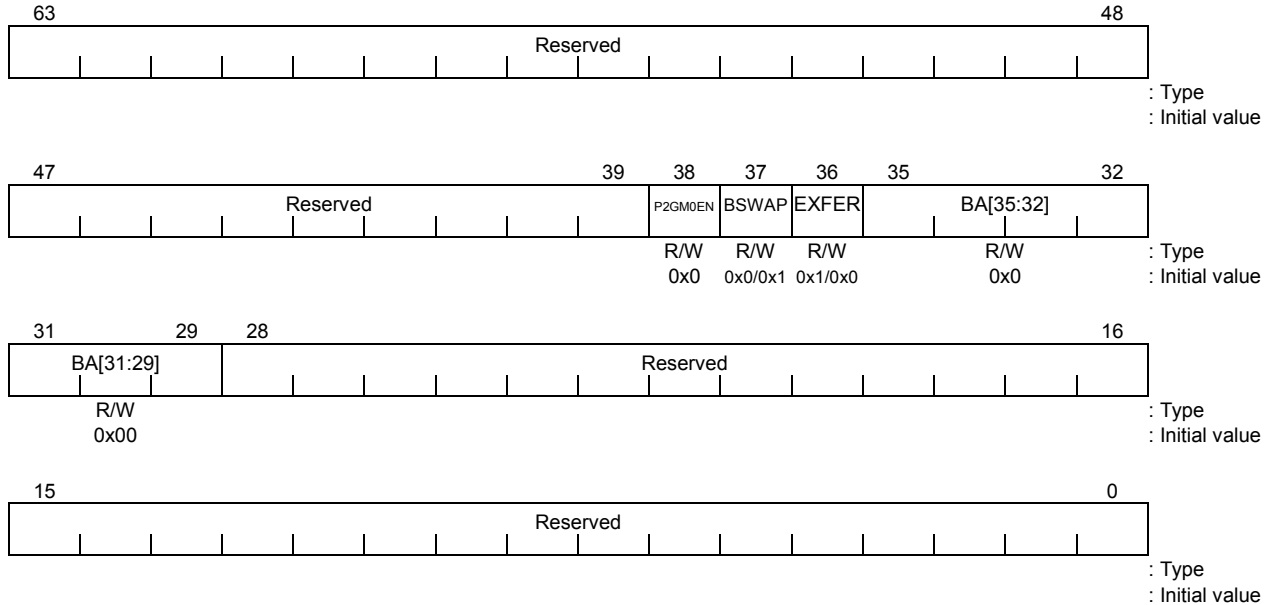 63 48
Reserved
: Type
: Initial value
47 39 38 37 36 35 32
Reserved P2GM0EN BSWAP EXFER BA[35:32]
R/W R/W R/W R/W : Type
0x0 0x0/0x1 0x1/0x0 0x0 : Initial value
31 29 28 16
BA[31:29] Reserved
R/W : Type
0x00 : Initial value
15 0
Reserved
: Type
: Initial value